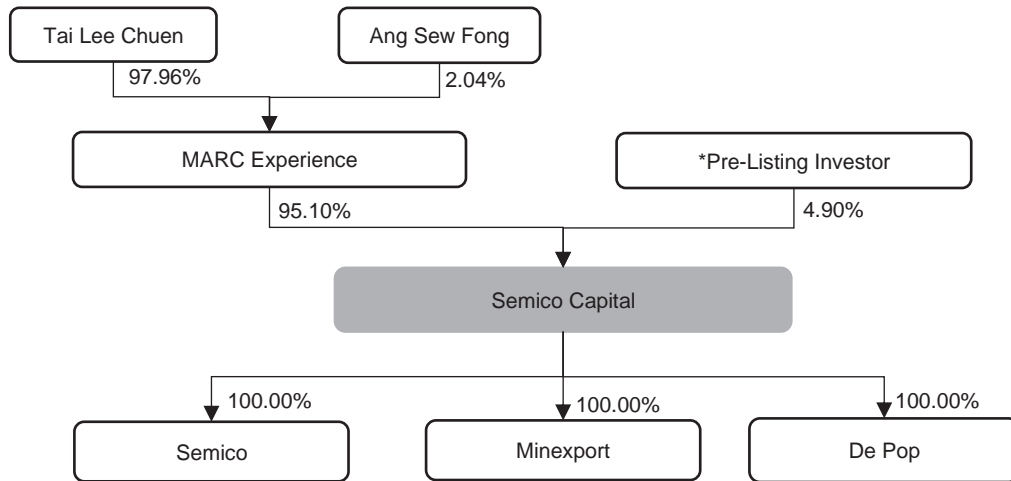 Tai Lee Chuen
Ang Sew Fong
97.96%
2.04%
MARC Experience
*Pre-Listing Investor
95.10%
4.90%
Semico Capital
100.00%
100.00%
100.00%
Semico
Minexport
De Pop